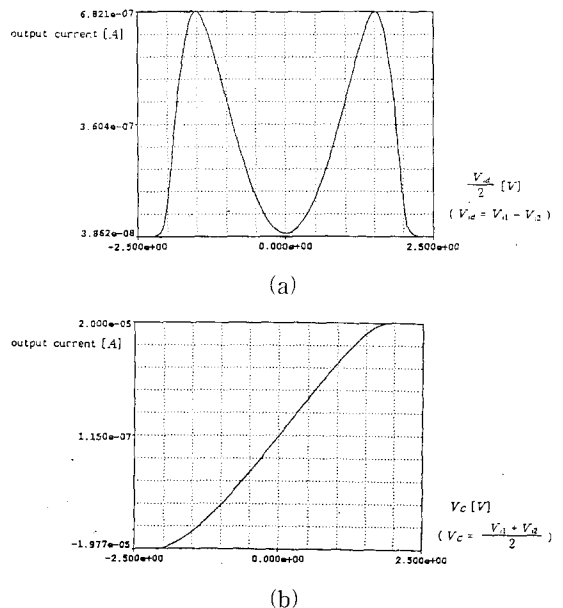 6.821e-07
output current [A]
3.604e-07
3.862e-08
-2.500e+00
0.000e+00
2.500e+00
V_id/2 [V]
( V_id = V_i1 - V_i2 )
(a)
2.000e-05
output current [A]
1.150e-07
-1.977e-05
-2.500e+00
0.000e+00
2.500e+00
Vc [V]
( Vc = (V_i1 + V_i2)/2 )
(b)